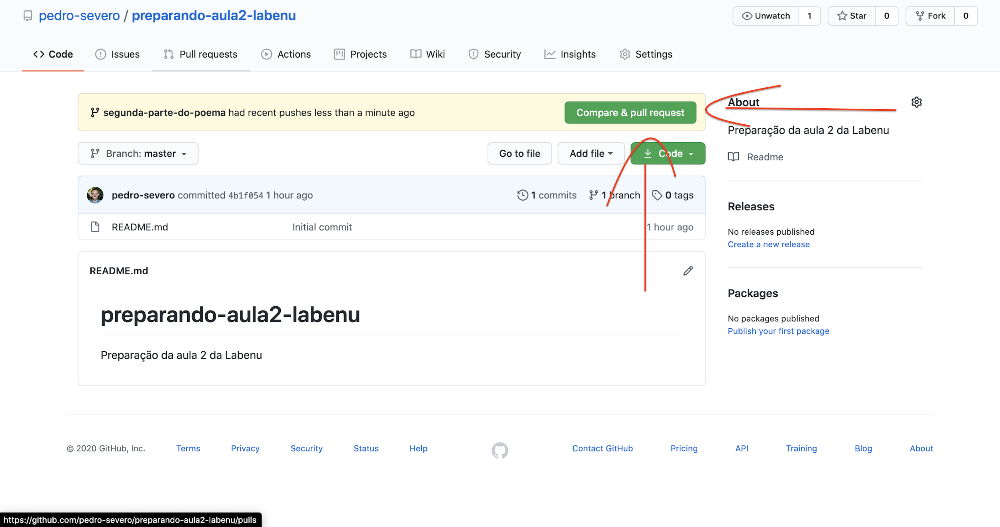 pedro-severo / preparando-aula2-labenu
Unwatch 1 Star 0 Fork 0
Code Issues Pull requests Actions Projects Wiki Security Insights Settings
segunda-parte-do-poema had recent pushes less than a minute ago
Compare & pull request
Branch: master
Go to file
Add file
Code
pedro-severo committed 4b1f054 1 hour ago
1 commits 1 branch 0 tags
README.md Initial commit 1 hour ago
README.md
preparando-aula2-labenu
Preparação da aula 2 da Labenu
About
Preparação da aula 2 da Labenu
Readme
Releases
No releases published
Create a new release
Packages
No packages published
Publish your first package
© 2020 GitHub, Inc. Terms Privacy Security Status Help Contact GitHub Pricing API Training Blog About
https://github.com/pedro-severo/preparando-aula2-labenu/pulls